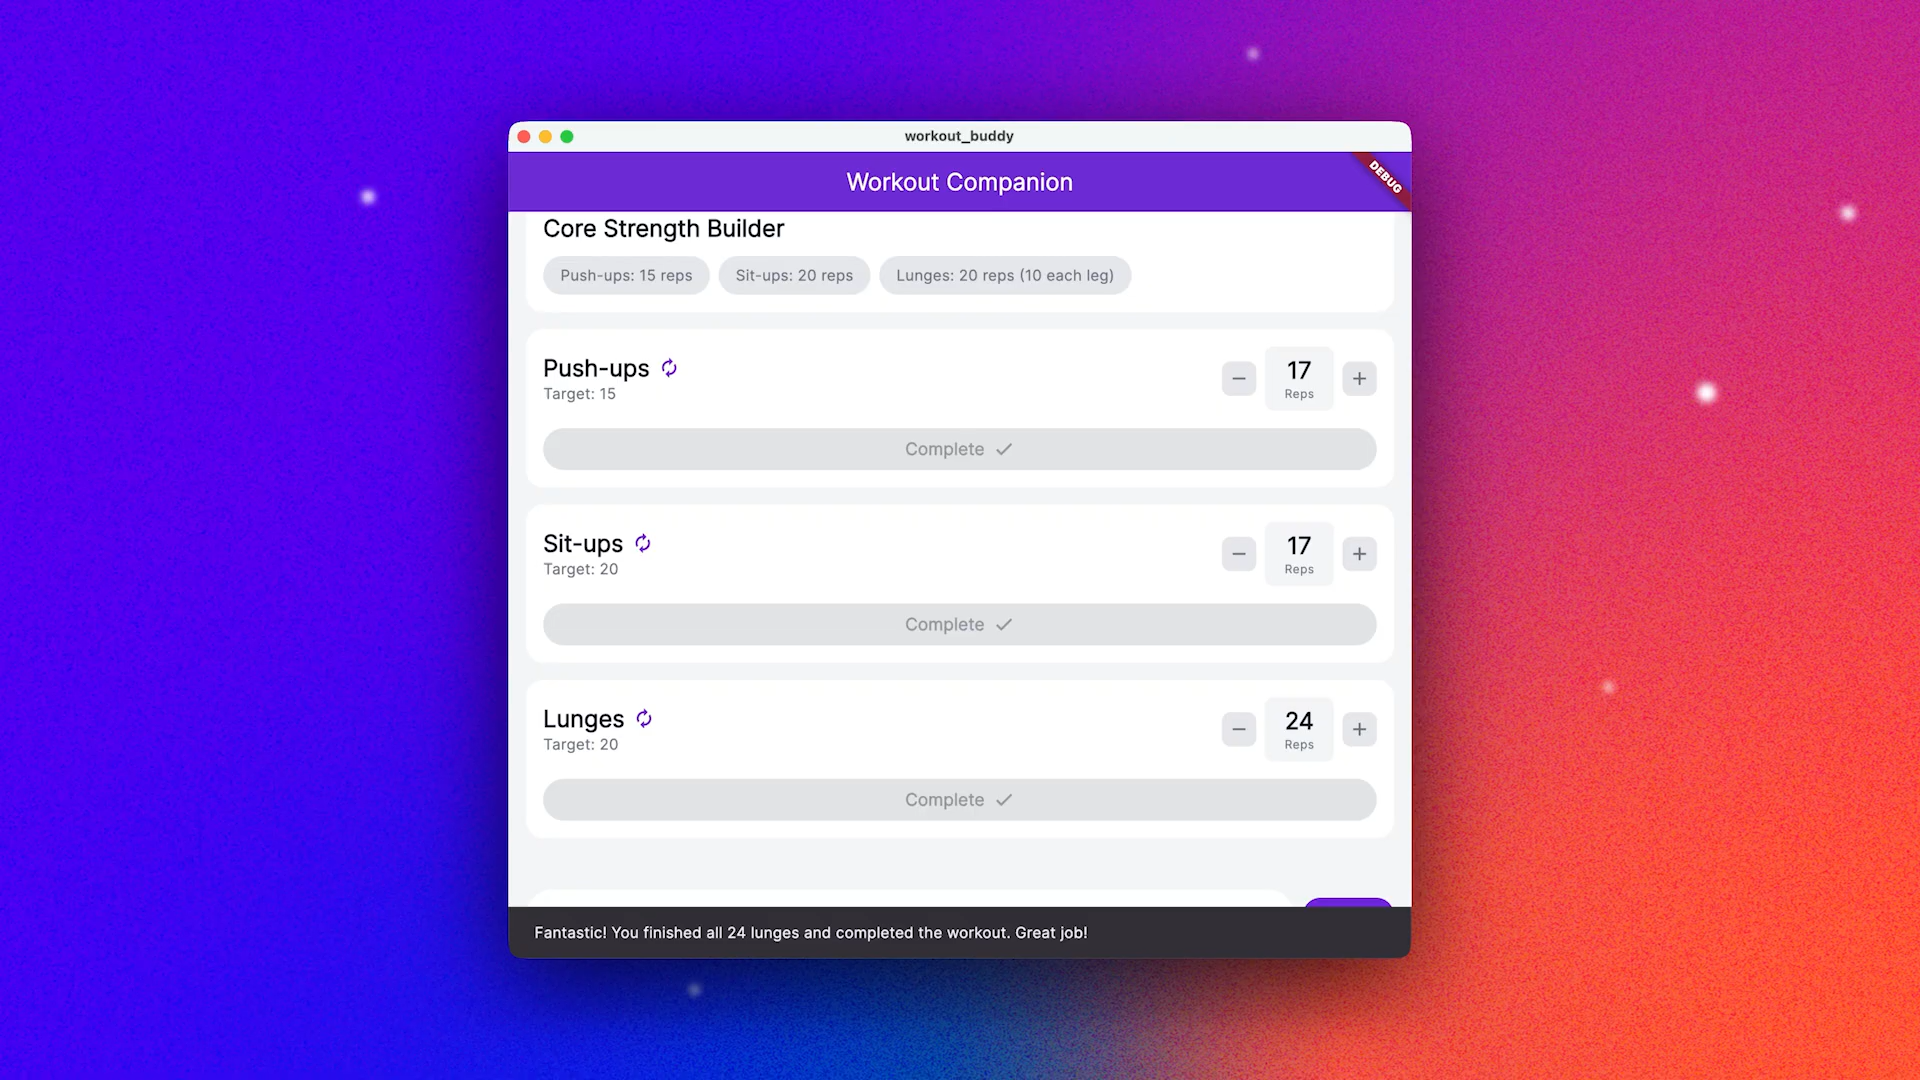 workout_buddy
Workout Companion
DEBUG
Core Strength Builder
Push-ups: 15 reps
Sit-ups: 20 reps
Lunges: 20 reps (10 each leg)
Push-ups
Target: 15
17
Reps
Complete
Sit-ups
Target: 20
17
Reps
Complete
Lunges
Target: 20
24
Reps
Complete
Fantastic! You finished all 24 lunges and completed the workout. Great job!